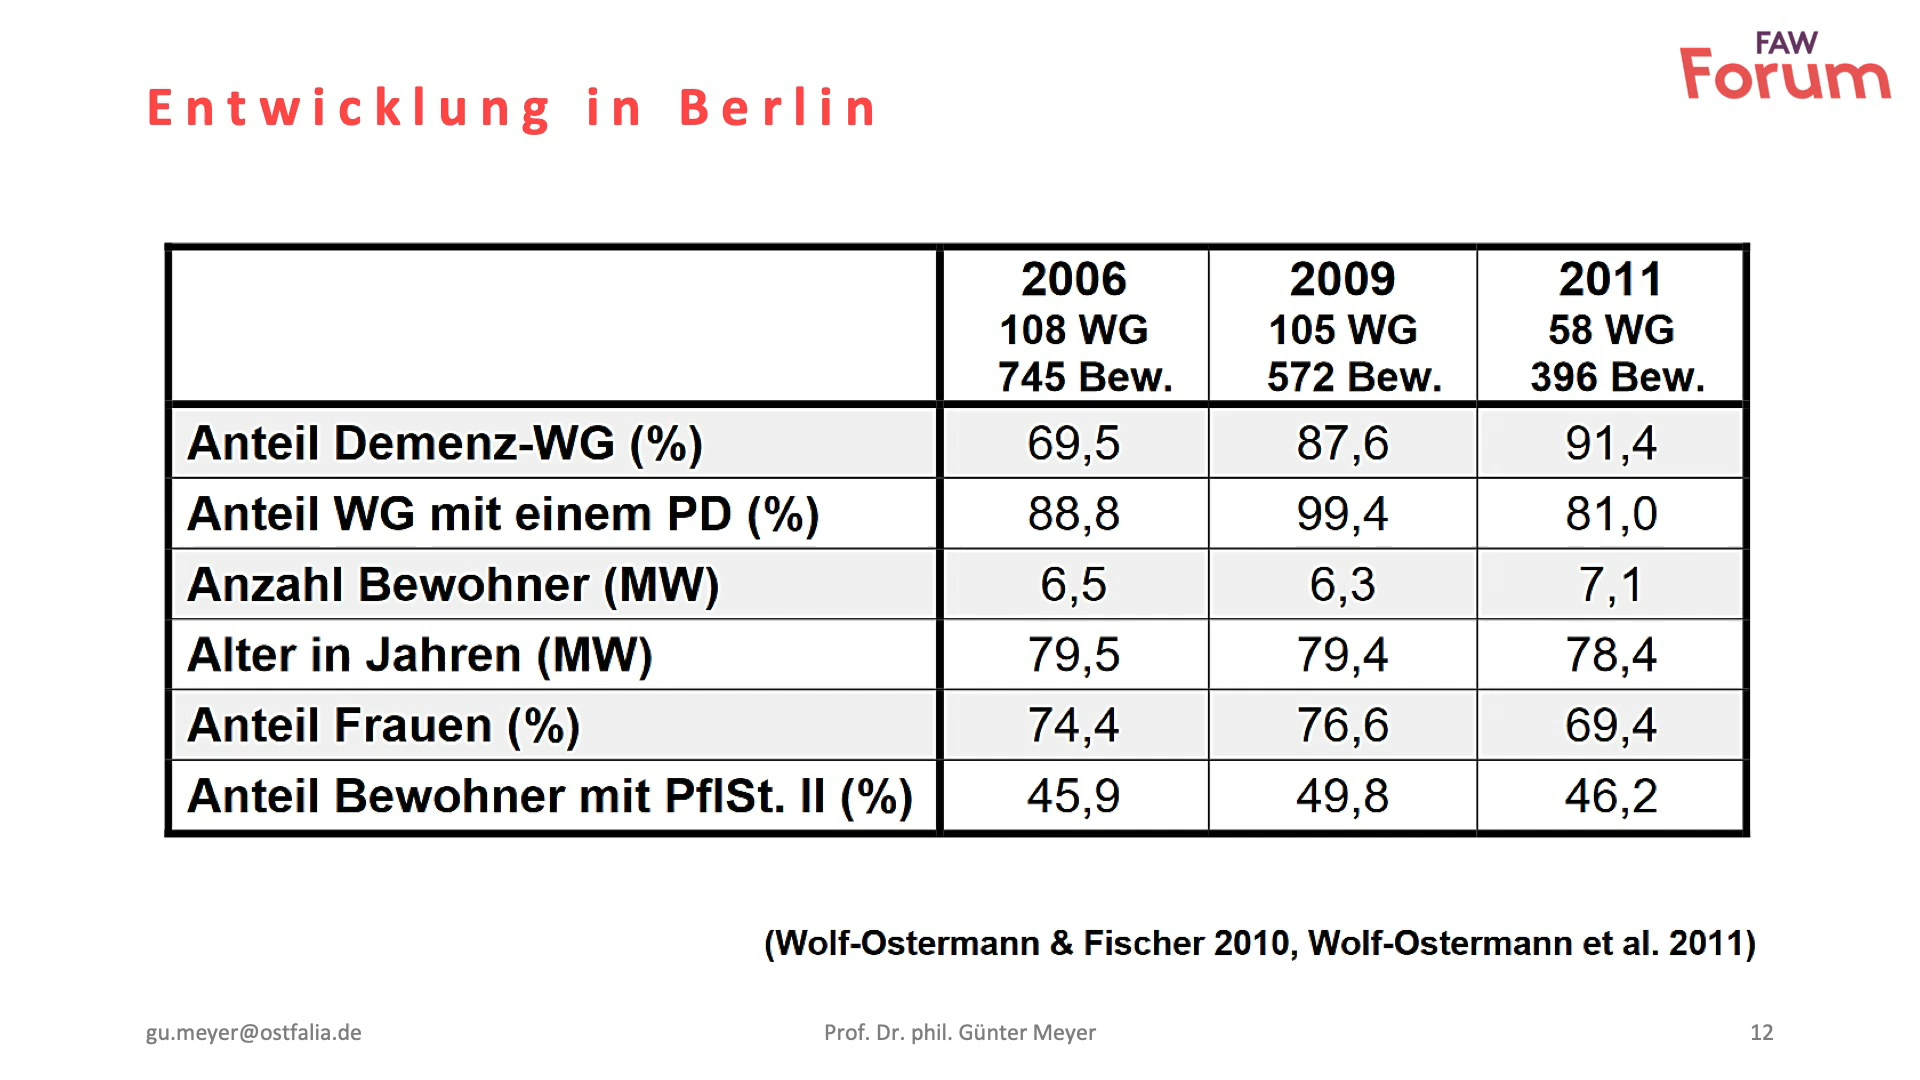 FAW
Forum
Entwicklung in Berlin
2006 2009 2011
108 WG 105 WG 58 WG
745 Bew. 572 Bew. 396 Bew.
Anteil Demenz-WG (%) 69,5 87,6 91,4
Anteil WG mit einem PD (%) 88,8 99,4 81,0
Anzahl Bewohner (MW) 6,5 6,3 7,1
Alter in Jahren (MW) 79,5 79,4 78,4
Anteil Frauen (%) 74,4 76,6 69,4
Anteil Bewohner mit PflSt. II (%) 45,9 49,8 46,2
(Wolf-Ostermann & Fischer 2010, Wolf-Ostermann et al. 2011)
gu.meyer@ostfalia.de Prof. Dr. phil. Günter Meyer 12